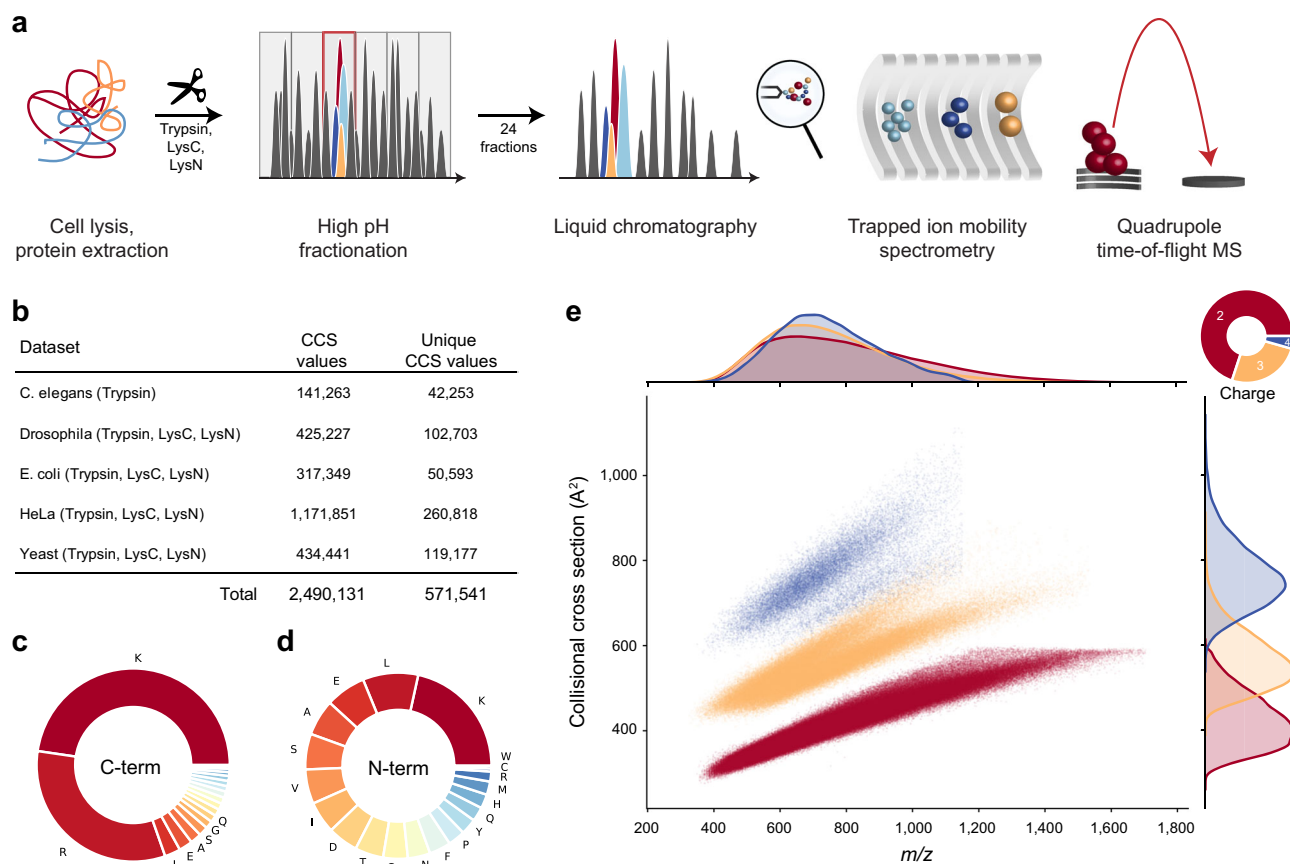 a
Trypsin,
LysC,
LysN
24
fractions
Cell lysis,
protein extraction
High pH
fractionation
Liquid chromatography
Trapped ion mobility
spectrometry
Quadrupole
time-of-flight MS
b
Dataset CCS values Unique CCS values
C. elegans (Trypsin) 141,263 42,253
Drosophila (Trypsin, LysC, LysN) 425,227 102,703
E. coli (Trypsin, LysC, LysN) 317,349 50,593
HeLa (Trypsin, LysC, LysN) 1,171,851 260,818
Yeast (Trypsin, LysC, LysN) 434,441 119,177
Total 2,490,131 571,541
c
K
R
E
A
S
G
Q
C-term
d
K
L
E
A
S
V
I
D
T
N
F
P
Y
Q
H
M
R
C
W
N-term
e
2
3
4
Charge
Collisional cross section (A²)
1,000
800
600
400
200 400 600 800 1,000 1,200 1,400 1,600 1,800
m/z